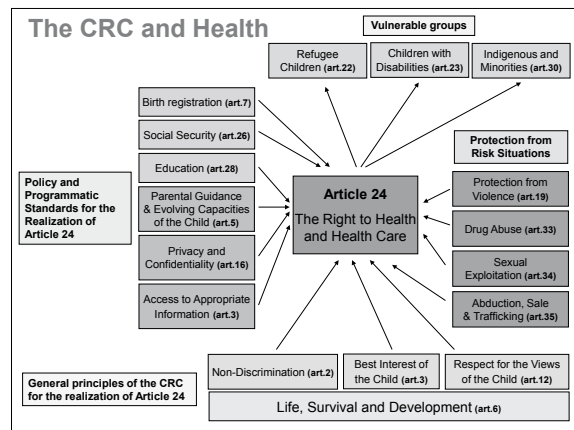 The CRC and Health
Vulnerable groups
Refugee
Children (art.22)
Children with
Disabilities (art.23)
Indigenous and
Minorities (art.30)
Birth registration (art.7)
Social Security (art.26)
Education (art.28)
Parental Guidance
& Evolving Capacities
of the Child (art.5)
Privacy and
Confidentiality (art.16)
Access to Appropriate
Information (art.3)
Policy and
Programmatic
Standards for the
Realization of
Article 24
Article 24
The Right to Health
and Health Care
Protection from
Risk Situations
Protection from
Violence (art.19)
Drug Abuse (art.33)
Sexual
Exploitation (art.34)
Abduction, Sale
& Trafficking (art.35)
General principles of the CRC
for the realization of Article 24
Non-Discrimination (art.2)
Best Interest of
the Child (art.3)
Respect for the Views
of the Child (art.12)
Life, Survival and Development (art.6)